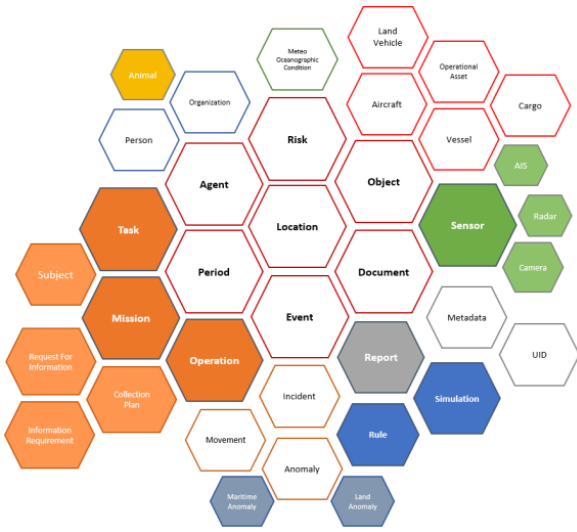 Land
Vehicle
Meteo
Oceanographic
Condition
Operational
Asset
Animal
Organization
Aircraft
Cargo
Person
Risk
Vessel
AIS
Agent
Object
Radar
Task
Location
Sensor
Subject
Period
Document
Camera
Mission
Event
Metadata
Request For
Information
Operation
Report
UID
Collection
Plan
Incident
Simulation
Information
Requirement
Movement
Rule
Anomaly
Maritime
Anomaly
Land
Anomaly